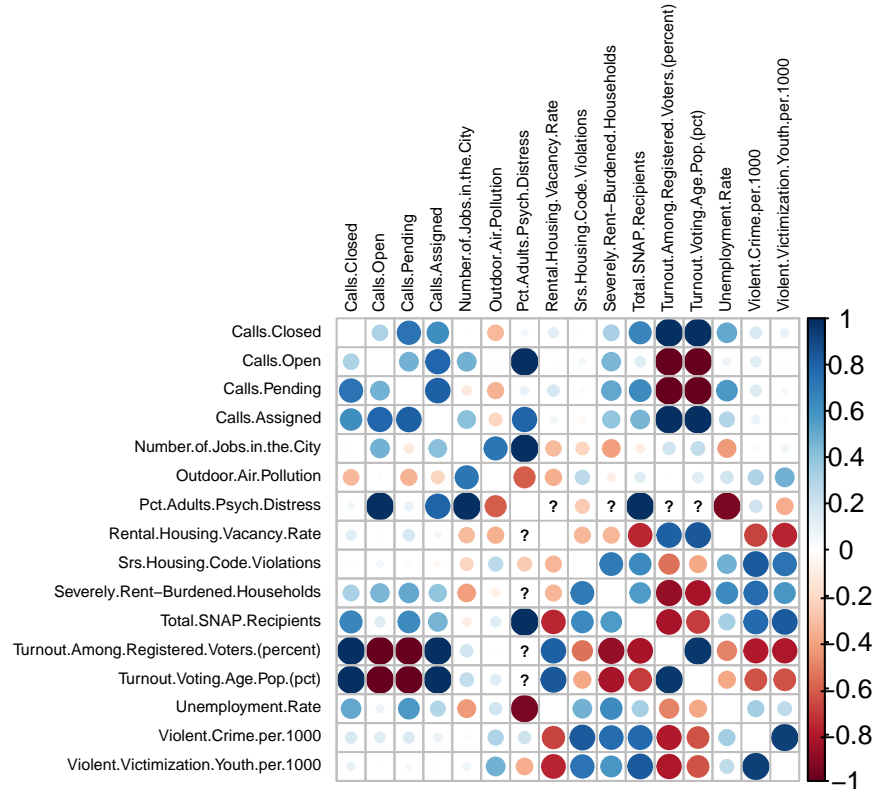 Calls.Closed
Calls.Open
Calls.Pending
Calls.Assigned
Number.of.Jobs.in.the.City
Outdoor.Air.Pollution
Pct.Adults.Psych.Distress
Rental.Housing.Vacancy.Rate
Srs.Housing.Code.Violations
Severely.Rent−Burdened.Households
Total.SNAP.Recipients
Turnout.Among.Registered.Voters.(percent)
Turnout.Voting.Age.Pop.(pct)
Unemployment.Rate
Violent.Crime.per.1000
Violent.Victimization.Youth.per.1000
Calls.Closed
Calls.Open
Calls.Pending
Calls.Assigned
Number.of.Jobs.in.the.City
Outdoor.Air.Pollution
Pct.Adults.Psych.Distress ? ? ? ?
Rental.Housing.Vacancy.Rate ?
Srs.Housing.Code.Violations
Severely.Rent−Burdened.Households ?
Total.SNAP.Recipients
Turnout.Among.Registered.Voters.(percent) ?
Turnout.Voting.Age.Pop.(pct) ?
Unemployment.Rate
Violent.Crime.per.1000
Violent.Victimization.Youth.per.1000
1
0.8
0.6
0.4
0.2
0
−0.2
−0.4
−0.6
−0.8
−1